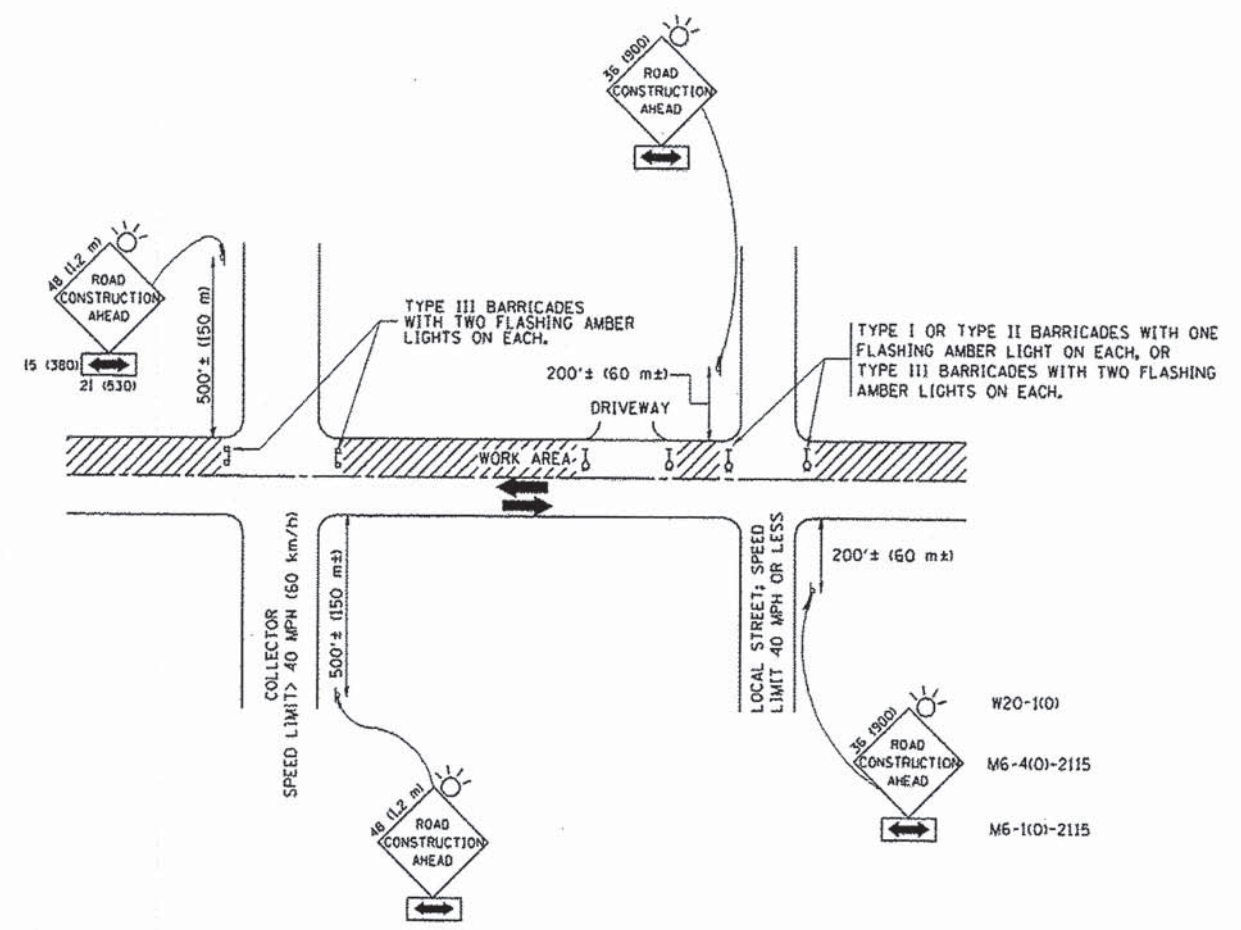 36 (900)
ROAD
CONSTRUCTION
AHEAD
48 (1.2 m)
ROAD
CONSTRUCTION
AHEAD
15 (380)
21 (530)
500'± (150 m)
TYPE III BARRICADES
WITH TWO FLASHING AMBER
LIGHTS ON EACH.
200'± (60 m±)
DRIVEWAY
TYPE I OR TYPE II BARRICADES WITH ONE
FLASHING AMBER LIGHT ON EACH, OR
TYPE III BARRICADES WITH TWO FLASHING
AMBER LIGHTS ON EACH.
WORK AREA
COLLECTOR
SPEED LIMIT> 40 MPH (60 km/h)
500'± (150 m±)
LOCAL STREET: SPEED
LIMIT 40 MPH OR LESS
200'± (60 m±)
48 (1.2 m)
ROAD
CONSTRUCTION
AHEAD
36 (900)
ROAD
CONSTRUCTION
AHEAD
W20-1(O)
M6-4(O)-2115
M6-1(O)-2115